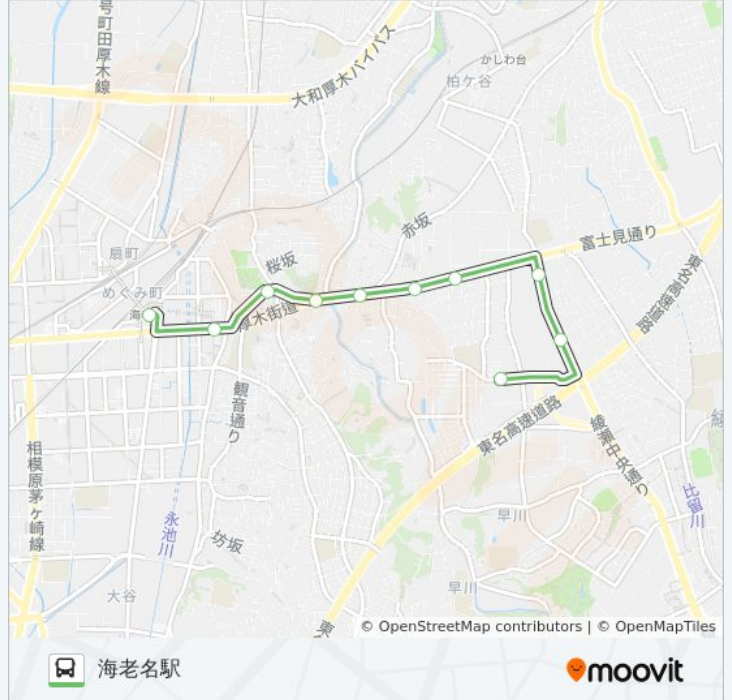 号町田厚木線
大和厚木バイパス
かしわ台
柏ケ谷
赤坂
富士見通り
扇町
桜坂
めぐみ町
海
厚木街道
東名高速道路
観音通り
東名高速道路
綾瀬中央通り
相模原茅ヶ崎線
永池川
坊坂
比留川
早川
早川
大谷
東
© OpenStreetMap contributors | © OpenMapTiles
海老名駅
moovit